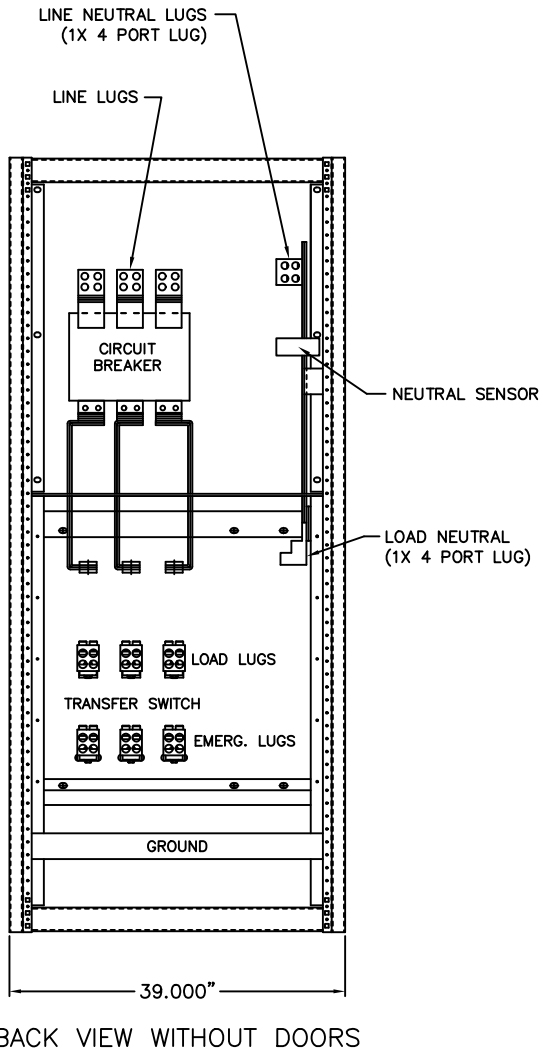 LINE NEUTRAL LUGS
(1X 4 PORT LUG)
LINE LUGS
CIRCUIT
BREAKER
NEUTRAL SENSOR
LOAD NEUTRAL
(1X 4 PORT LUG)
LOAD LUGS
TRANSFER SWITCH
EMERG. LUGS
GROUND
39.000"
BACK VIEW WITHOUT DOORS